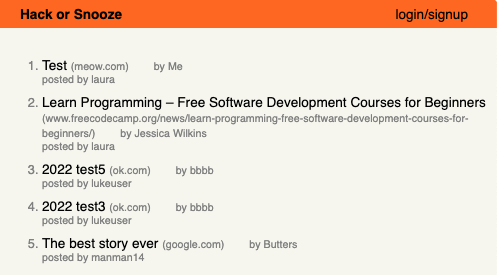 Hack or Snooze login/signup
1. Test (meow.com) by Me
posted by laura
2. Learn Programming – Free Software Development Courses for Beginners
(www.freecodecamp.org/news/learn-programming-free-software-development-courses-for-
beginners/) by Jessica Wilkins
posted by laura
3. 2022 test5 (ok.com) by bbbb
posted by lukeuser
4. 2022 test3 (ok.com) by bbbb
posted by lukeuser
5. The best story ever (google.com) by Butters
posted by manman14